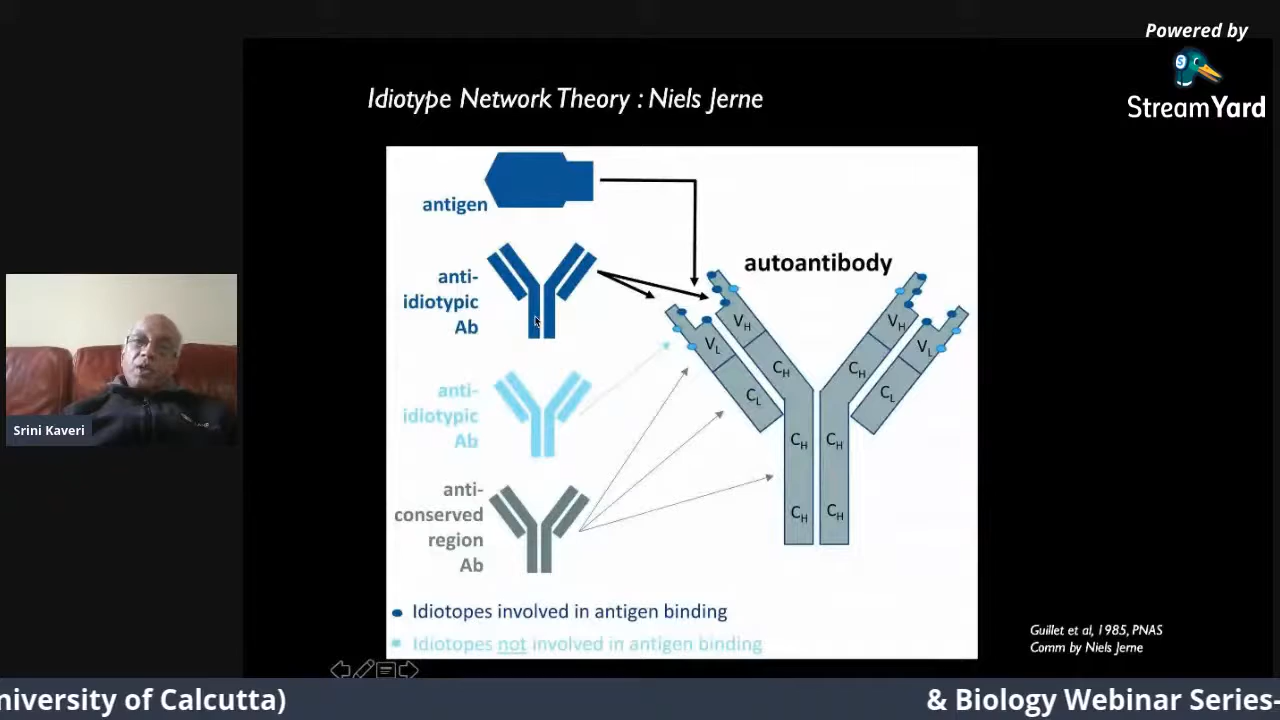 Powered by
StreamYard
Idiotype Network Theory : Niels Jerne
antigen
anti-
idiotypic
Ab
anti-
idiotypic
Ab
anti-
conserved
region
Ab
autoantibody
VH
VL
CH
CL
CH
CH
VH
VL
CH
CL
CH
CH
Idiotopes involved in antigen binding
Idiotopes not involved in antigen binding
Guillet et al, 1985, PNAS
Comm by Niels Jerne
Srini Kaveri
niversity of Calcutta)
& Biology Webinar Series-